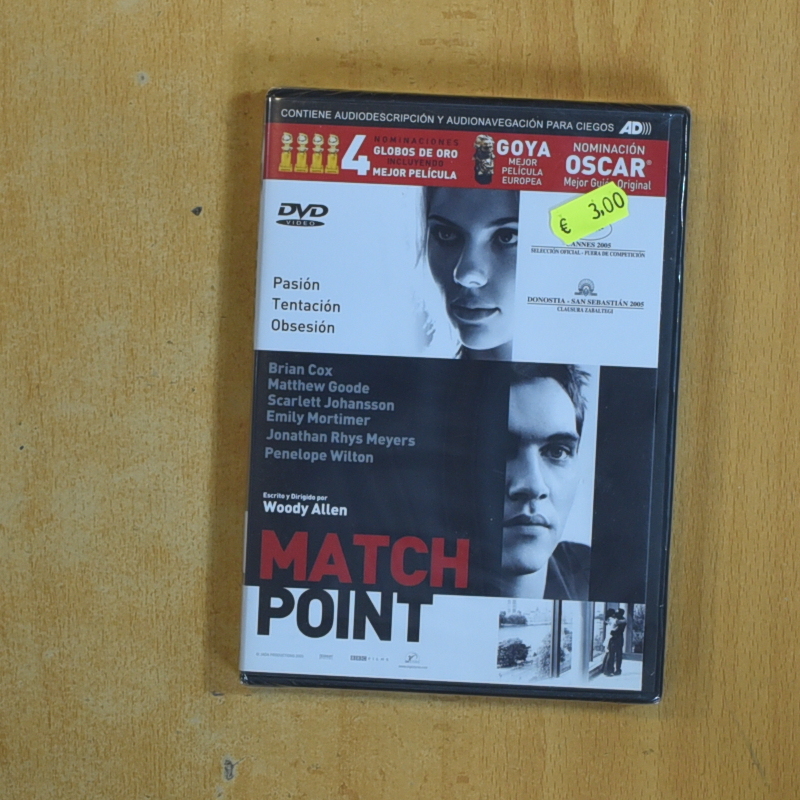 CONTIENE AUDIODESCRIPCIÓN Y AUDIONAVEGACIÓN PARA CIEGOS AD)))
4
NOMINACIONES
GLOBOS DE ORO
INCLUYENDO
MEJOR PELÍCULA
GOYA
MEJOR
PELÍCULA
EUROPEA
NOMINACIÓN
OSCAR®
Mejor Guión Original
€ 3,00
DVD
VIDEO
CANNES 2005
SELECCIÓN OFICIAL - FUERA DE COMPETICIÓN
Pasión
Tentación
Obsesión
DONOSTIA - SAN SEBASTIÁN 2005
CLAUSURA ZABALTEGI
Brian Cox
Matthew Goode
Scarlett Johansson
Emily Mortimer
Jonathan Rhys Meyers
Penelope Wilton
Escrito y Dirigido por
Woody Allen
MATCH
POINT
BBC FILMS